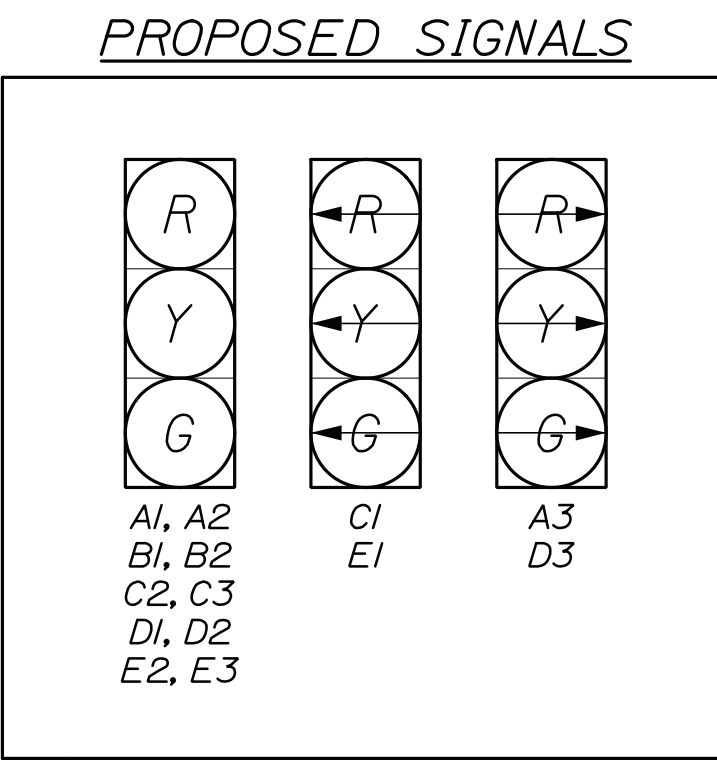 PROPOSED SIGNALS
R R R
Y Y Y
G G G
A1, A2 C1 A3
B1, B2 E1 D3
C2, C3
D1, D2
E2, E3